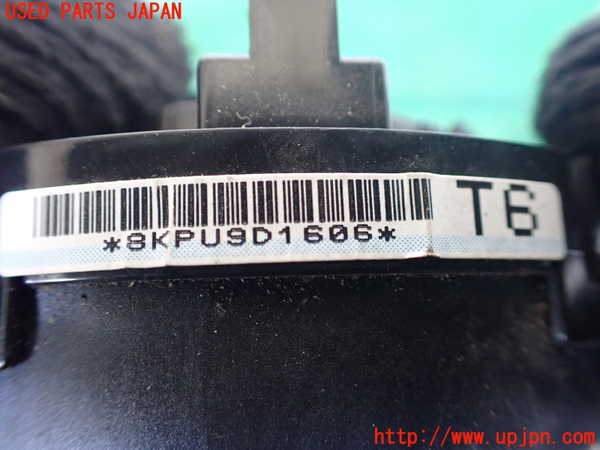 USED PARTS JAPAN
T6
*8KPU9D1606*
http://www.upjpn.com/